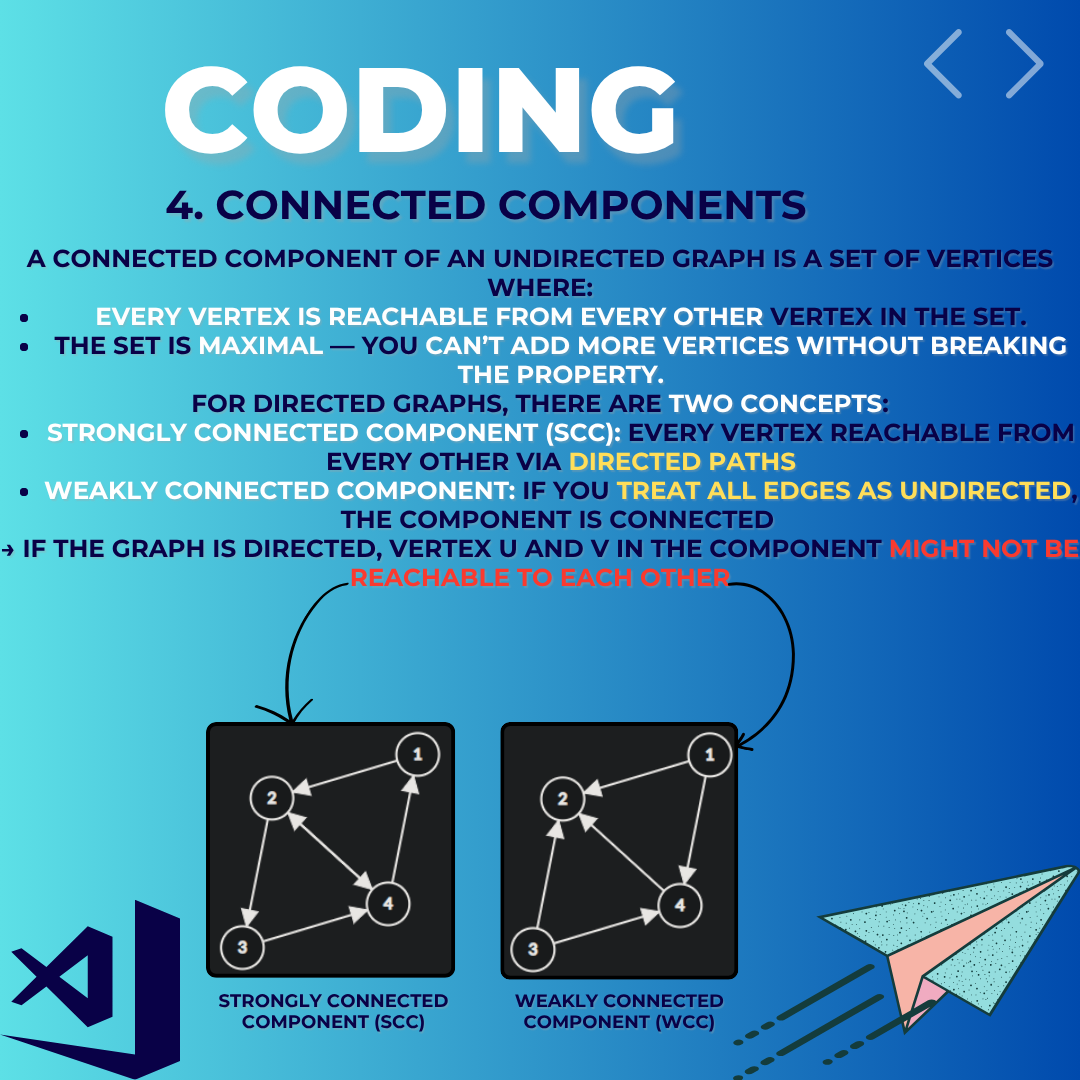 CODING
4. CONNECTED COMPONENTS
A CONNECTED COMPONENT OF AN UNDIRECTED GRAPH IS A SET OF VERTICES
WHERE:
• EVERY VERTEX IS REACHABLE FROM EVERY OTHER VERTEX IN THE SET.
• THE SET IS MAXIMAL — YOU CAN’T ADD MORE VERTICES WITHOUT BREAKING
THE PROPERTY.
FOR DIRECTED GRAPHS, THERE ARE TWO CONCEPTS:
• STRONGLY CONNECTED COMPONENT (SCC): EVERY VERTEX REACHABLE FROM
EVERY OTHER VIA DIRECTED PATHS
• WEAKLY CONNECTED COMPONENT: IF YOU TREAT ALL EDGES AS UNDIRECTED,
THE COMPONENT IS CONNECTED
→ IF THE GRAPH IS DIRECTED, VERTEX U AND V IN THE COMPONENT MIGHT NOT BE
REACHABLE TO EACH OTHER
1
2
4
3
STRONGLY CONNECTED
COMPONENT (SCC)
1
2
4
3
WEAKLY CONNECTED
COMPONENT (WCC)